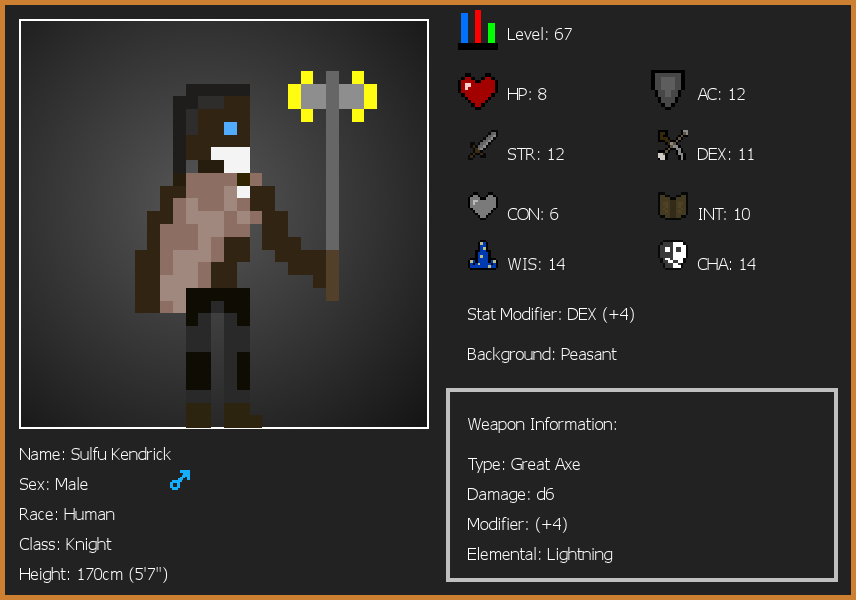 Level: 67
HP: 8
AC: 12
STR: 12
DEX: 11
CON: 6
INT: 10
WIS: 14
CHA: 14
Stat Modifier: DEX (+4)
Background: Peasant
Weapon Information:
Type: Great Axe
Damage: d6
Modifier: (+4)
Elemental: Lightning
Name: Sulfu Kendrick
Sex: Male
Race: Human
Class: Knight
Height: 170cm (5'7")